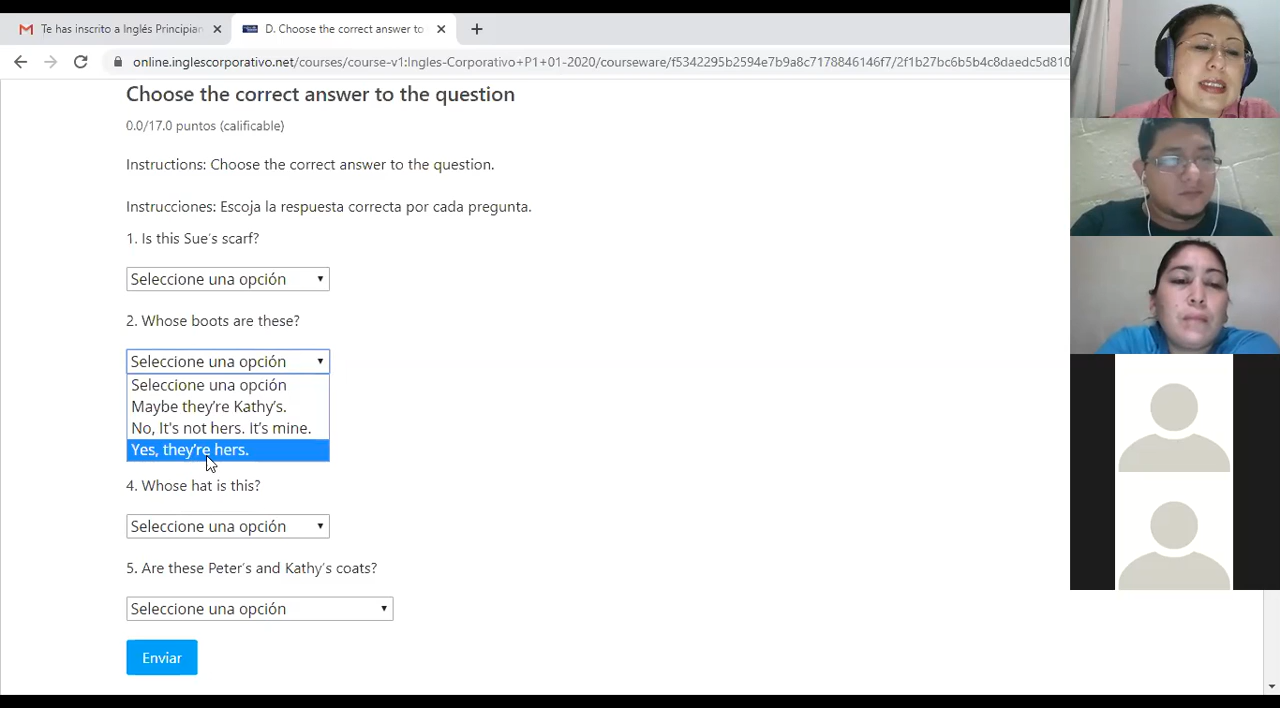 Te has inscrito a Inglés Principian
D. Choose the correct answer to
online.inglescorporativo.net/courses/course-v1:Ingles-Corporativo+P1+01-2020/courseware/f5342295b2594e7b9a8c7178846146f7/2f1b27bc6b5b4c8daedc5d810
Choose the correct answer to the question
0.0/17.0 puntos (calificable)
Instructions: Choose the correct answer to the question.
Instrucciones: Escoja la respuesta correcta por cada pregunta.
1. Is this Sue's scarf?
Seleccione una opción
2. Whose boots are these?
Seleccione una opción
Seleccione una opción
Maybe they're Kathy's.
No, It's not hers. It's mine.
Yes, they're hers.
4. Whose hat is this?
Seleccione una opción
5. Are these Peter's and Kathy's coats?
Seleccione una opción
Enviar